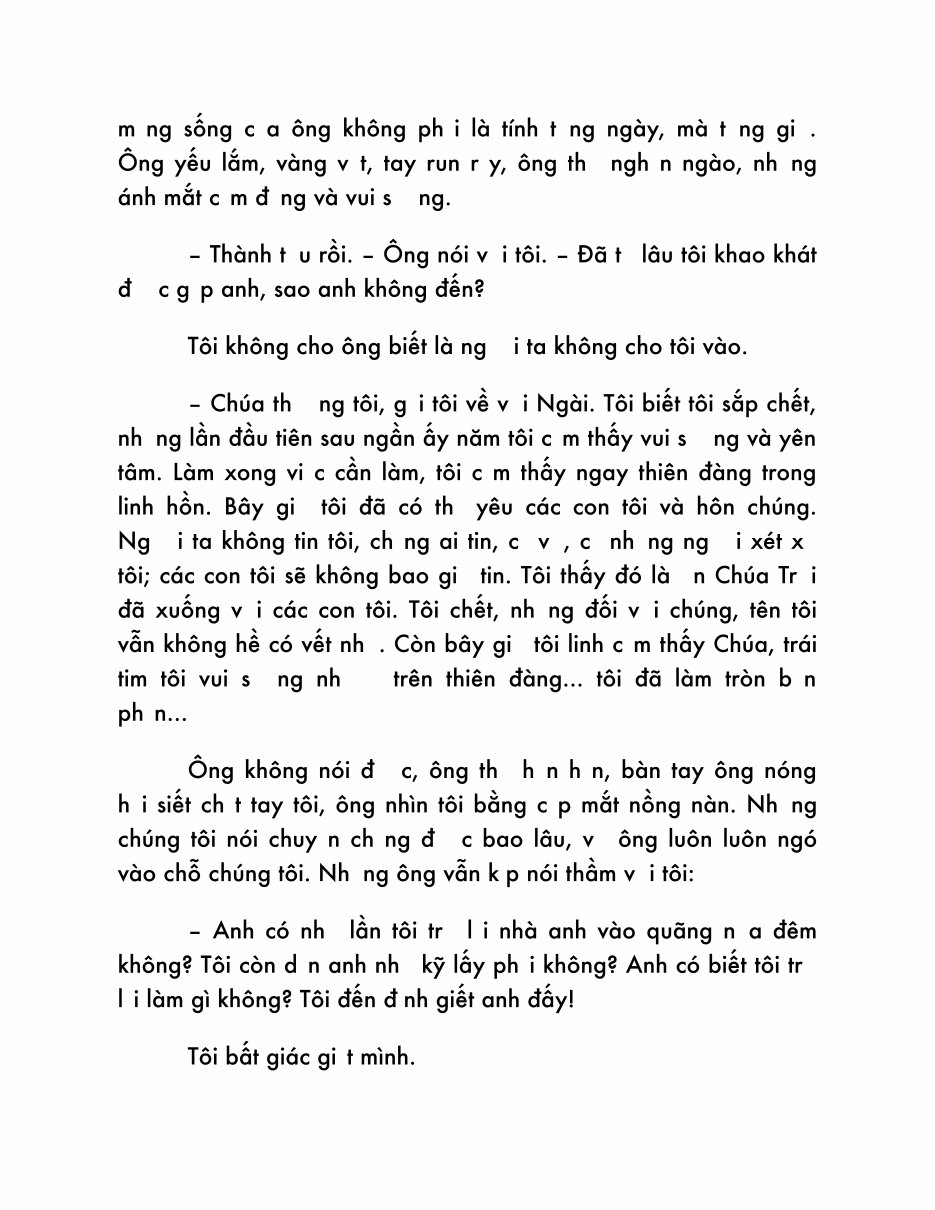 m ng sống c a ông không ph i là tính t ng ngày, mà t ng gi .
Ông yếu lắm, vàng v t, tay run r y, ông th ngh n ngào, nh ng
ánh mắt c m đ ng và vui s ng.
– Thành t u rồi. – Ông nói v i tôi. – Đã t lâu tôi khao khát
đ c g p anh, sao anh không đến?
Tôi không cho ông biết là ng i ta không cho tôi vào.
– Chúa th ng tôi, g i tôi về v i Ngài. Tôi biết tôi sắp chết,
nh ng lần đầu tiên sau ngần ấy năm tôi c m thấy vui s ng và yên
tâm. Làm xong vi c cần làm, tôi c m thấy ngay thiên đàng trong
linh hồn. Bây gi tôi đã có th yêu các con tôi và hôn chúng.
Ng i ta không tin tôi, ch ng ai tin, c v , c nh ng ng i xét x
tôi; các con tôi sẽ không bao gi tin. Tôi thấy đó là n Chúa Tr i
đã xuống v i các con tôi. Tôi chết, nh ng đối v i chúng, tên tôi
vẫn không hề có vết nh . Còn bây gi tôi linh c m thấy Chúa, trái
tim tôi vui s ng nh trên thiên đàng... tôi đã làm tròn b n
ph n...
Ông không nói đ c, ông th h n h n, bàn tay ông nóng
h i siết ch t tay tôi, ông nhìn tôi bằng c p mắt nồng nàn. Nh ng
chúng tôi nói chuy n ch ng đ c bao lâu, v ông luôn luôn ngó
vào chỗ chúng tôi. Nh ng ông vẫn k p nói thầm v i tôi:
– Anh có nh lần tôi tr l i nhà anh vào quãng n a đêm
không? Tôi còn d n anh nh kỹ lấy ph i không? Anh có biết tôi tr
l i làm gì không? Tôi đến đ nh giết anh đấy!
Tôi bất giác gi t mình.